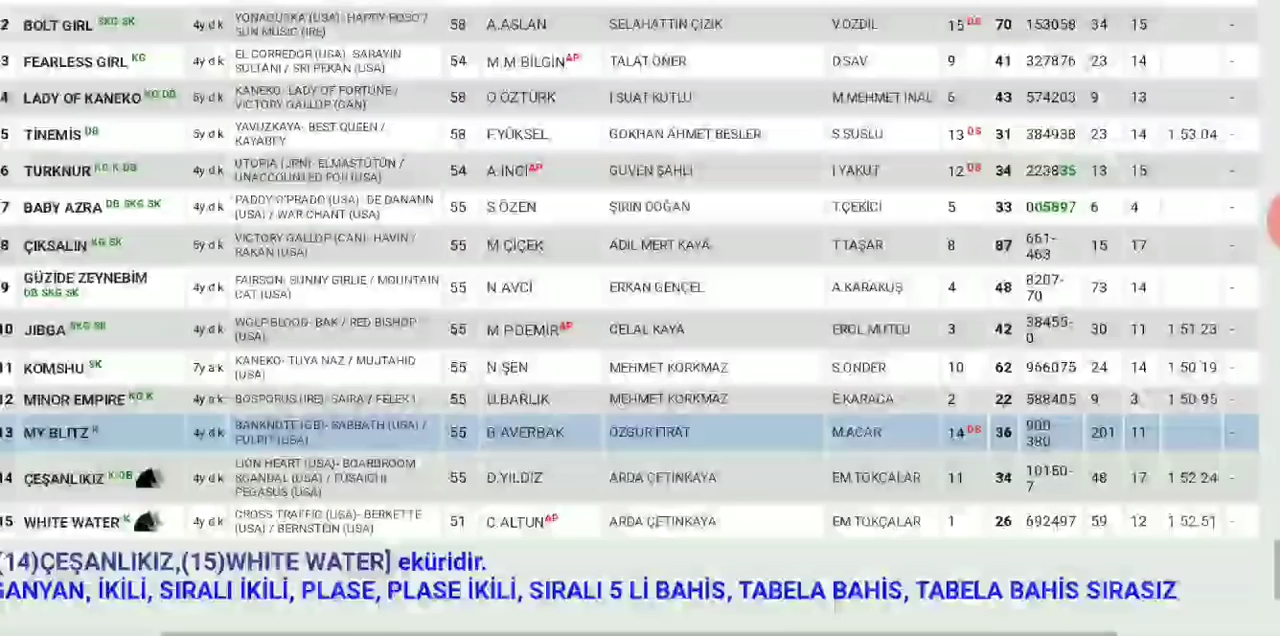 2 BOLT GIRL SKG SK 4y d k YONAGUSKA (USA)- HAPPY ROSO / SUN MUSIC (IRE) 58 A.ASLAN SELAHATTİN ÇİZİK V.ÖZDİL 15 DS 70 153058 34 15 -
3 FEARLESS GIRL KG 4y d k EL CORREDOR (USA)- SARAYIN SULTANI / SRI PEKAN (USA) 54 M.M.BİLGİN AP TALAT ÖNER D.SAV 9 41 327876 23 14 -
4 LADY OF KANEKO KG DB KANEKO- LADY OF FORTUNE / VICTORY GALLOP (CAN) 58 O.ÖZTÜRK İ SUAT KUTLU M.MEHMET İNAL 6 43 574203 9 13 -
5 TİNEMİS DB 5y d k YAVUZKAYA- BEST QUEEN / KAYABEY 58 F.YÜKSEL GÖKHAN AHMET BESLER S.SUSLU 13 DS 31 384938 23 14 1 53 04 -
6 TURKNUR KG K DB 4y d k UTOPIA (JPN)- ELMASTÜTÜN / UNACCOUNTED FOR (USA) 54 A.İNCİ AP GÜVEN ŞAHLI İ.YAKUT 12 DS 34 223835 13 15 -
7 BABY AZRA DB SKG SK 4y d k PADDY O'PRADO (USA)- DE DANANN (USA) / WAR CHANT (USA) 55 S.ÖZEN ŞİRİN DOĞAN T.ÇEKİCİ 5 33 005897 6 4 -
8 ÇIKSALIN KG SK VICTORY GALLOP (CAN)- HAVİN / RAKAN (USA) 55 M.ÇİÇEK ADİL MERT KAYA T.TAŞAR 8 87 661-463 15 17 -
9 GÜZİDE ZEYNEBİM DB SKG SK 4y d k FAIRSON- SUNNY GIRLIE / MOUNTAIN CAT (USA) 55 N.AVCİ ERKAN GENÇEL A.KARAKUŞ 4 48 8207-70 73 14 -
10 JIBGA SKG SK 4y d k WOLF BLOOD- BAK / RED BISHOP (USA) 55 M.P.DEMİR AP CELAL KAYA EROL.MUTLU 3 42 38455-0 30 11 1 51 23 -
11 KOMSHU SK 7y a k KANEKO- TUYA NAZ / MUJTAHID (USA) 55 N.ŞEN MEHMET KORKMAZ S.ÖNDER 10 62 966075 24 14 1 50 19 -
12 MINOR EMPIRE KG K 4y d k BOSPORUS (IRE)- SAIRA / FELEK I 55 U.BARLIK MEHMET KORKMAZ E.KARACA 2 22 588405 9 3 1 50 95 -
13 MY BLITZ K 4y d k BANKNOTE (GB)- SABBATH (USA) / PULPIT (USA) 55 B.AVERBAK ÖZGÜR FIRAT M.ACAR 14 DS 36 900-380 201 11 -
14 ÇEŞANLIKIZ K DB 4y d k LION HEART (USA)- BOARDROOM SCANDAL (USA) / FUSAICHI PEGASUS (USA) 55 D.YILDIZ ARDA ÇETİNKAYA EM.TOKÇALAR 11 34 10160-7 48 17 1 52 24 -
15 WHITE WATER K 4y d k CROSS TRAFFIC (USA)- BERKETTE (USA) / BERNSTEIN (USA) 51 C.ALTUN AP ARDA ÇETİNKAYA EM.TOKÇALAR 1 26 692497 59 12 1 52.51 -
(14)ÇEŞANLIKIZ,(15)WHITE WATER] eküridir.
GANYAN, İKİLİ, SIRALI İKİLİ, PLASE, PLASE İKİLİ, SIRALI 5 Lİ BAHİS, TABELA BAHİS, TABELA BAHİS SIRASIZ